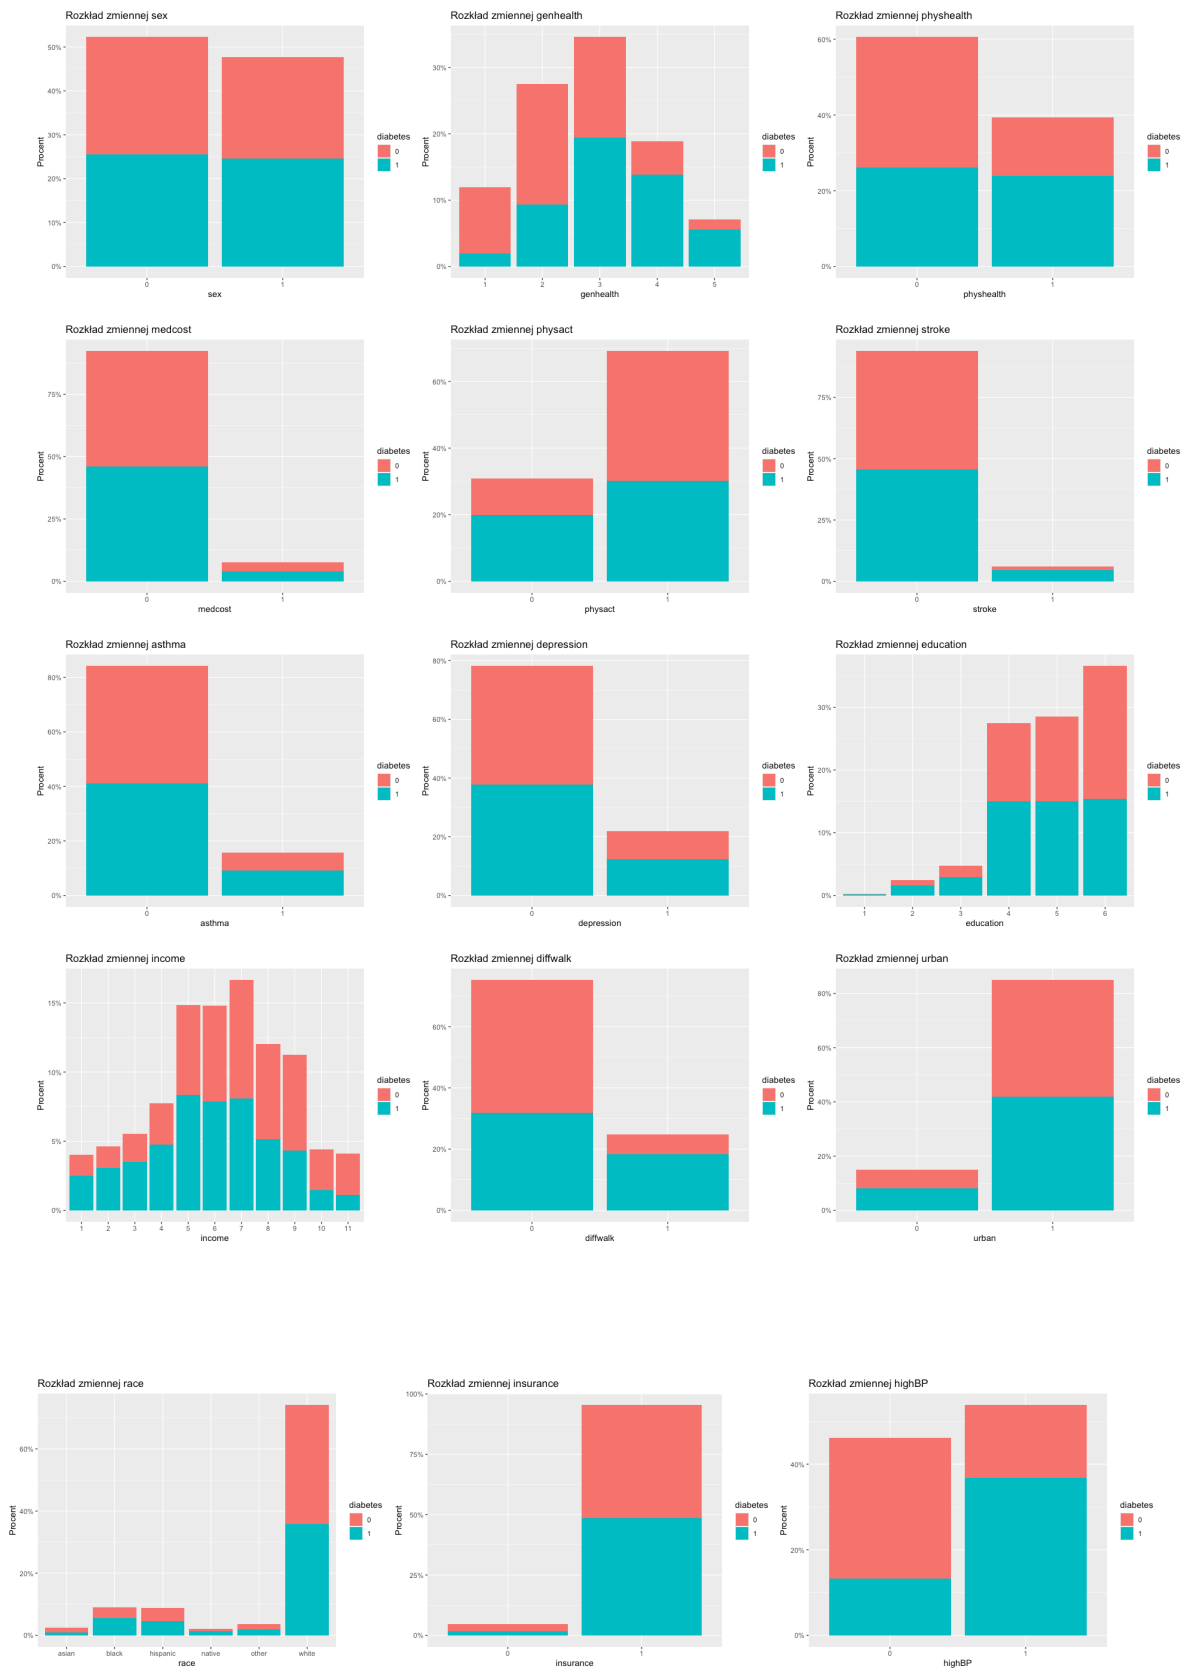 Rozkład zmiennej sex
Procent
50%
40%
30%
20%
10%
0%
0 1
sex
diabetes
0
1
Rozkład zmiennej genhealth
Procent
30%
20%
10%
0%
1 2 3 4 5
genhealth
diabetes
0
1
Rozkład zmiennej physhealth
Procent
60%
40%
20%
0%
0 1
physhealth
diabetes
0
1
Rozkład zmiennej medcost
Procent
75%
50%
25%
0%
0 1
medcost
diabetes
0
1
Rozkład zmiennej physact
Procent
60%
40%
20%
0%
0 1
physact
diabetes
0
1
Rozkład zmiennej stroke
Procent
75%
50%
25%
0%
0 1
stroke
diabetes
0
1
Rozkład zmiennej asthma
Procent
80%
60%
40%
20%
0%
0 1
asthma
diabetes
0
1
Rozkład zmiennej depression
Procent
80%
60%
40%
20%
0%
0 1
depression
diabetes
0
1
Rozkład zmiennej education
Procent
30%
20%
10%
0%
1 2 3 4 5 6
education
diabetes
0
1
Rozkład zmiennej income
Procent
15%
10%
5%
0%
1 2 3 4 5 6 7 8 9 10 11
income
diabetes
0
1
Rozkład zmiennej diffwalk
Procent
60%
40%
20%
0%
0 1
diffwalk
diabetes
0
1
Rozkład zmiennej urban
Procent
80%
60%
40%
20%
0%
0 1
urban
diabetes
0
1
Rozkład zmiennej race
Procent
60%
40%
20%
0%
asian black hispanic native other white
race
diabetes
0
1
Rozkład zmiennej insurance
Procent
100%
75%
50%
25%
0%
0 1
insurance
diabetes
0
1
Rozkład zmiennej highBP
Procent
40%
20%
0%
0 1
highBP
diabetes
0
1